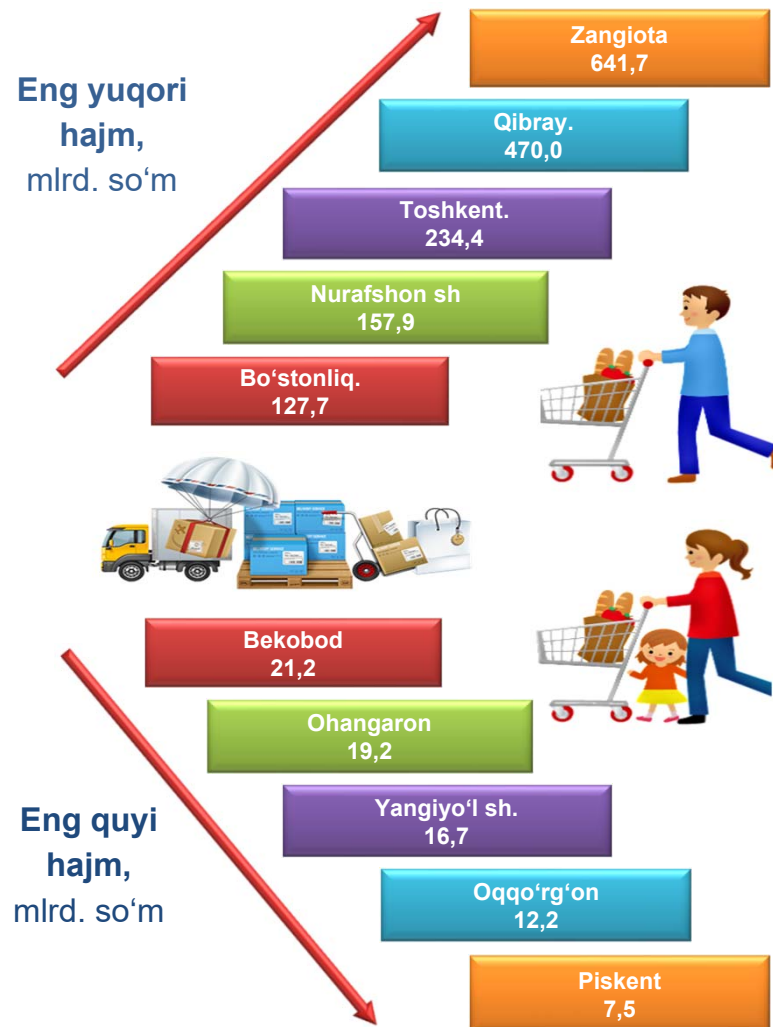 Zangiota
641,7
Eng yuqori
hajm,
mlrd. so‘m
Qibray.
470,0
Toshkent.
234,4
Nurafshon sh
157,9
Bo‘stonliq.
127,7
Bekobod
21,2
Ohangaron
19,2
Yangiyo‘l sh.
16,7
Eng quyi
hajm,
mlrd. so‘m
Oqqo‘rg‘on
12,2
Piskent
7,5